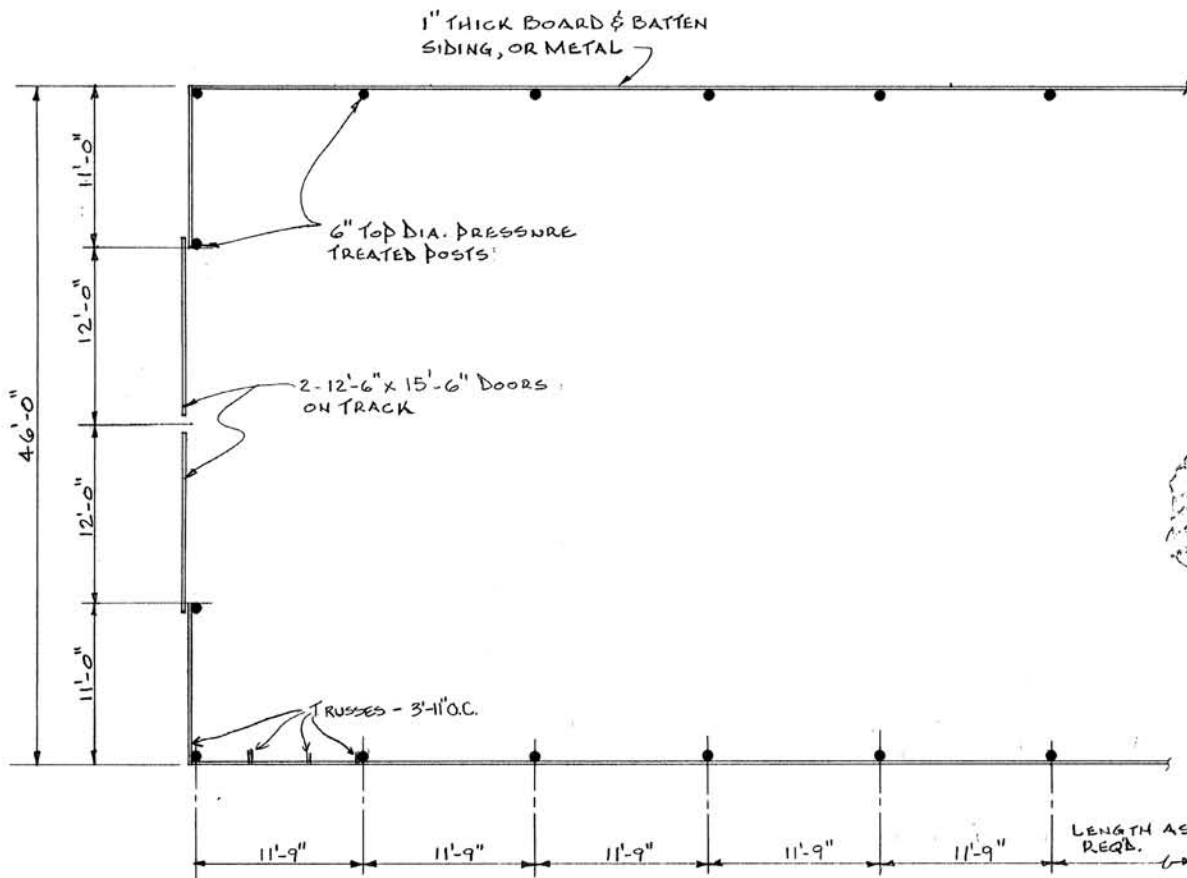 1" THICK BOARD & BATTEN
SIDING, OR METAL
11'-0"
6" TOP DIA. PRESSURE
TREATED POSTS
12'-0"
2-12'-6" x 15'-6" DOORS
ON TRACK
46'-0"
12'-0"
11'-0"
TRUSSES - 3'-11" O.C.
11'-9"
11'-9"
11'-9"
11'-9"
11'-9"
LENGTH AS
REQ'D.